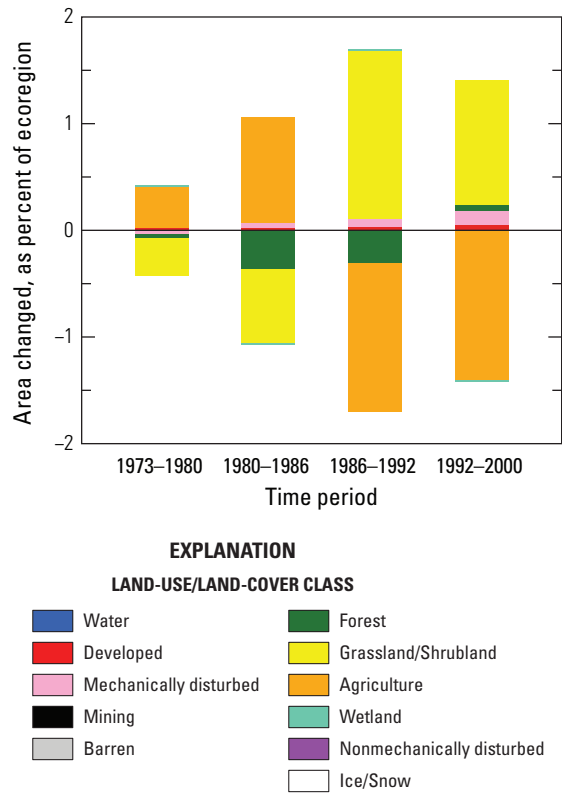 Area changed, as percent of ecoregion
2
1
0
–1
–2
1973–1980 1980–1986 1986–1992 1992–2000
Time period
EXPLANATION
LAND-USE/LAND-COVER CLASS
Water
Developed
Mechanically disturbed
Mining
Barren
Forest
Grassland/Shrubland
Agriculture
Wetland
Nonmechanically disturbed
Ice/Snow